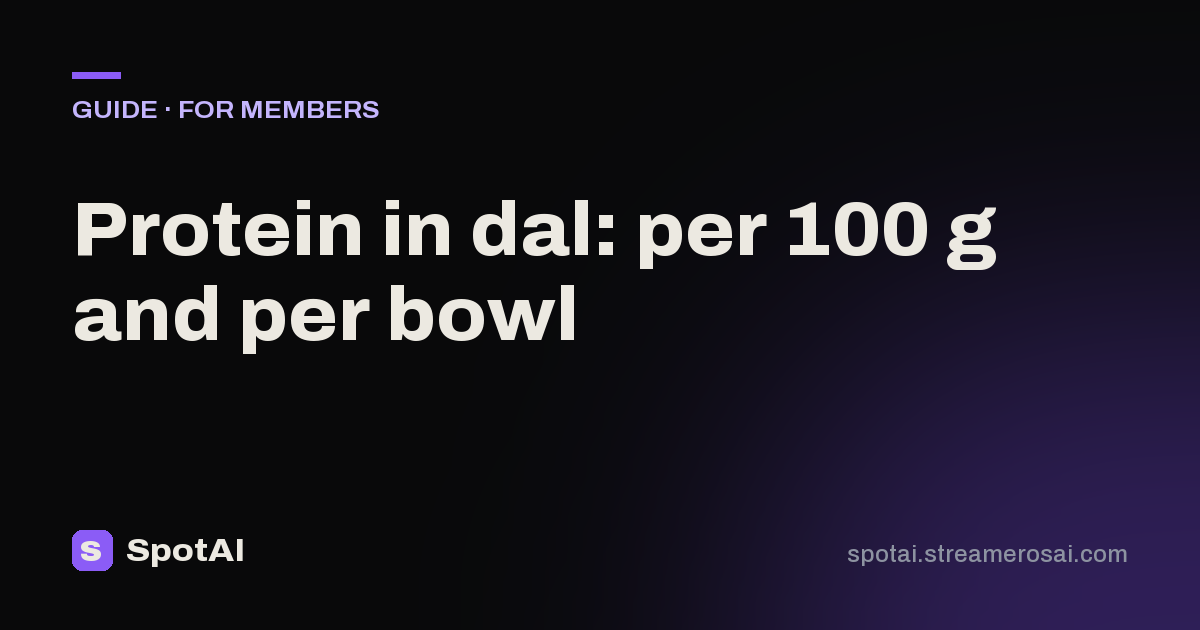 GUIDE · FOR MEMBERS
Protein in dal: per 100 g
and per bowl
S SpotAI
spotai.streamerosai.com